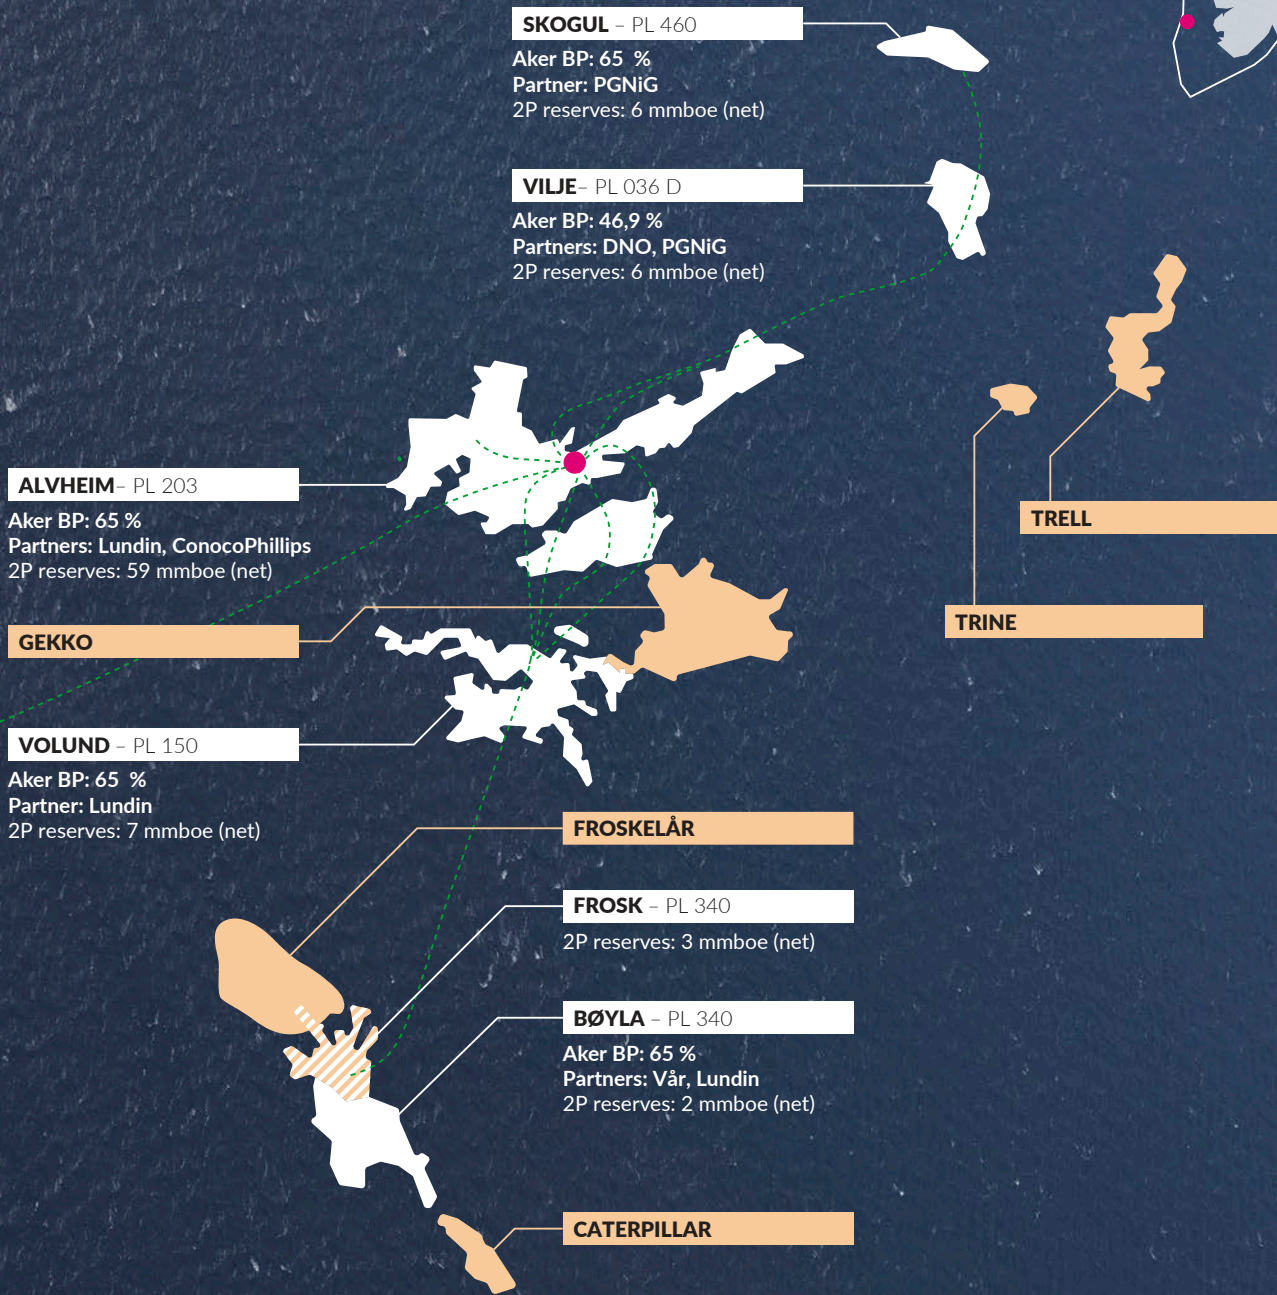 SKOGUL – PL 460
Aker BP: 65 %
Partner: PGNiG
2P reserves: 6 mmboe (net)
VILJE– PL 036 D
Aker BP: 46,9 %
Partners: DNO, PGNiG
2P reserves: 6 mmboe (net)
ALVHEIM– PL 203
Aker BP: 65 %
Partners: Lundin, ConocoPhillips
2P reserves: 59 mmboe (net)
TRELL
TRINE
GEKKO
VOLUND – PL 150
Aker BP: 65 %
Partner: Lundin
2P reserves: 7 mmboe (net)
FROSKELÅR
FROSK – PL 340
2P reserves: 3 mmboe (net)
BØYLA – PL 340
Aker BP: 65 %
Partners: Vår, Lundin
2P reserves: 2 mmboe (net)
CATERPILLAR